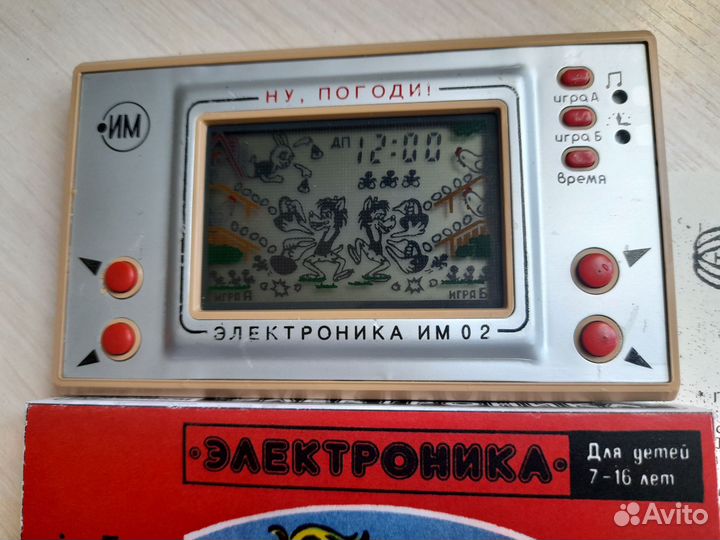 НУ, ПОГОДИ!
ИМ
игра А
игра Б
время
ДП 12:00
ИГРА А
ИГРА Б
ЭЛЕКТРОНИКА ИМ 02
•ЭЛЕКТРОНИКА•
Для детей
7-16 лет
Avito